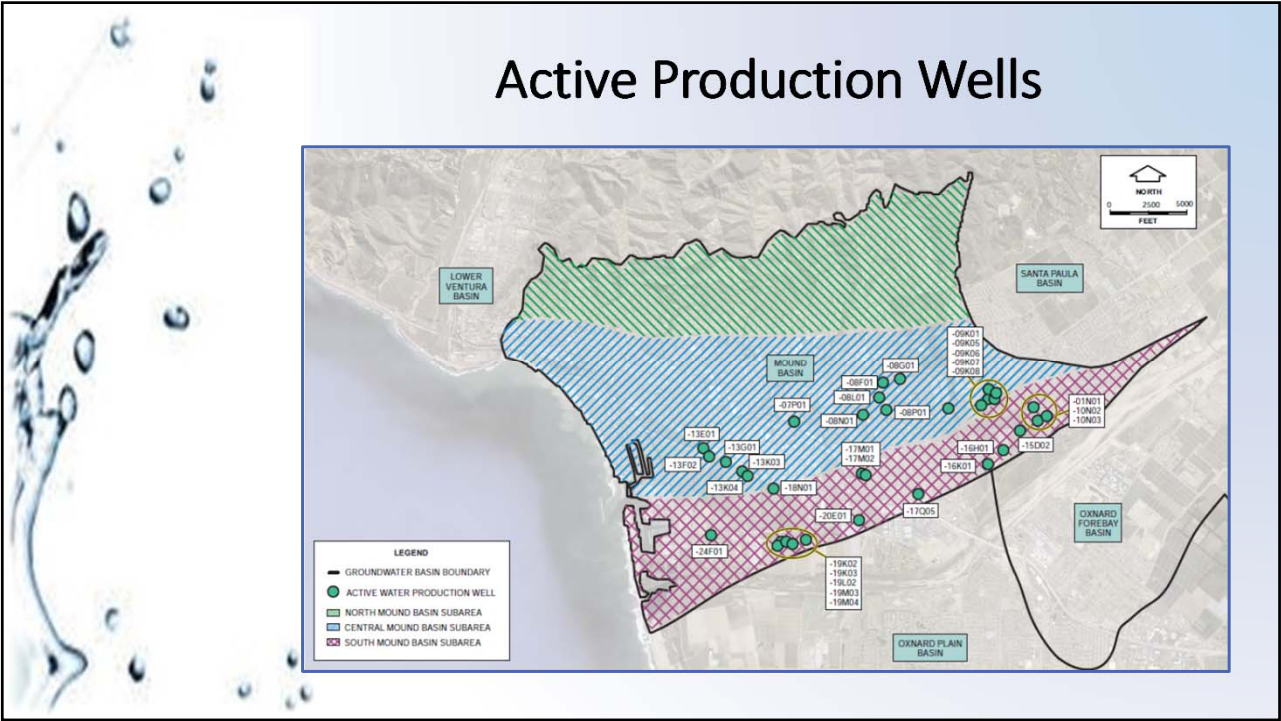 Active Production Wells
NORTH
0 2500 5000
FEET
LOWER
VENTURA
BASIN
SANTA PAULA
BASIN
MOUND
BASIN
-09K01
-09K05
-09K06
-09K07
-09K08
-08G01
-08F01
-08L01
-07P01
-08N01
-08P01
-01N01
-10N02
-10N03
-13E01
-13G01
-13F02
-13K03
-13K04
-17M01
-17M02
-16H01
-15D02
-16K01
-18N01
-17Q05
-20E01
-24F01
-19K02
-19K03
-19L02
-19M03
-19M04
OXNARD
FOREBAY
BASIN
OXNARD PLAIN
BASIN
LEGEND
GROUNDWATER BASIN BOUNDARY
ACTIVE WATER PRODUCTION WELL
NORTH MOUND BASIN SUBAREA
CENTRAL MOUND BASIN SUBAREA
SOUTH MOUND BASIN SUBAREA